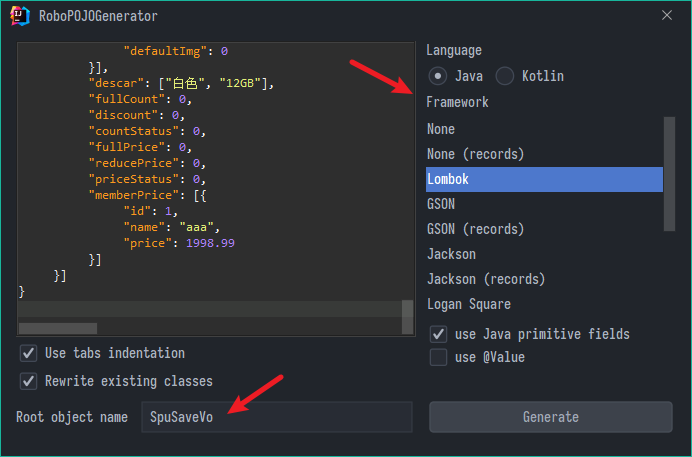 RoboPOJOGenerator
"defaultImg": 0
}],
"descar": ["白色", "12GB"],
"fullCount": 0,
"discount": 0,
"countStatus": 0,
"fullPrice": 0,
"reducePrice": 0,
"priceStatus": 0,
"memberPrice": [{
"id": 1,
"name": "aaa",
"price": 1998.99
}]
}]
}
Language
Java
Kotlin
Framework
None
None (records)
Lombok
GSON
GSON (records)
Jackson
Jackson (records)
Logan Square
use Java primitive fields
use @Value
Use tabs indentation
Rewrite existing classes
Root object name
SpuSaveVo
Generate